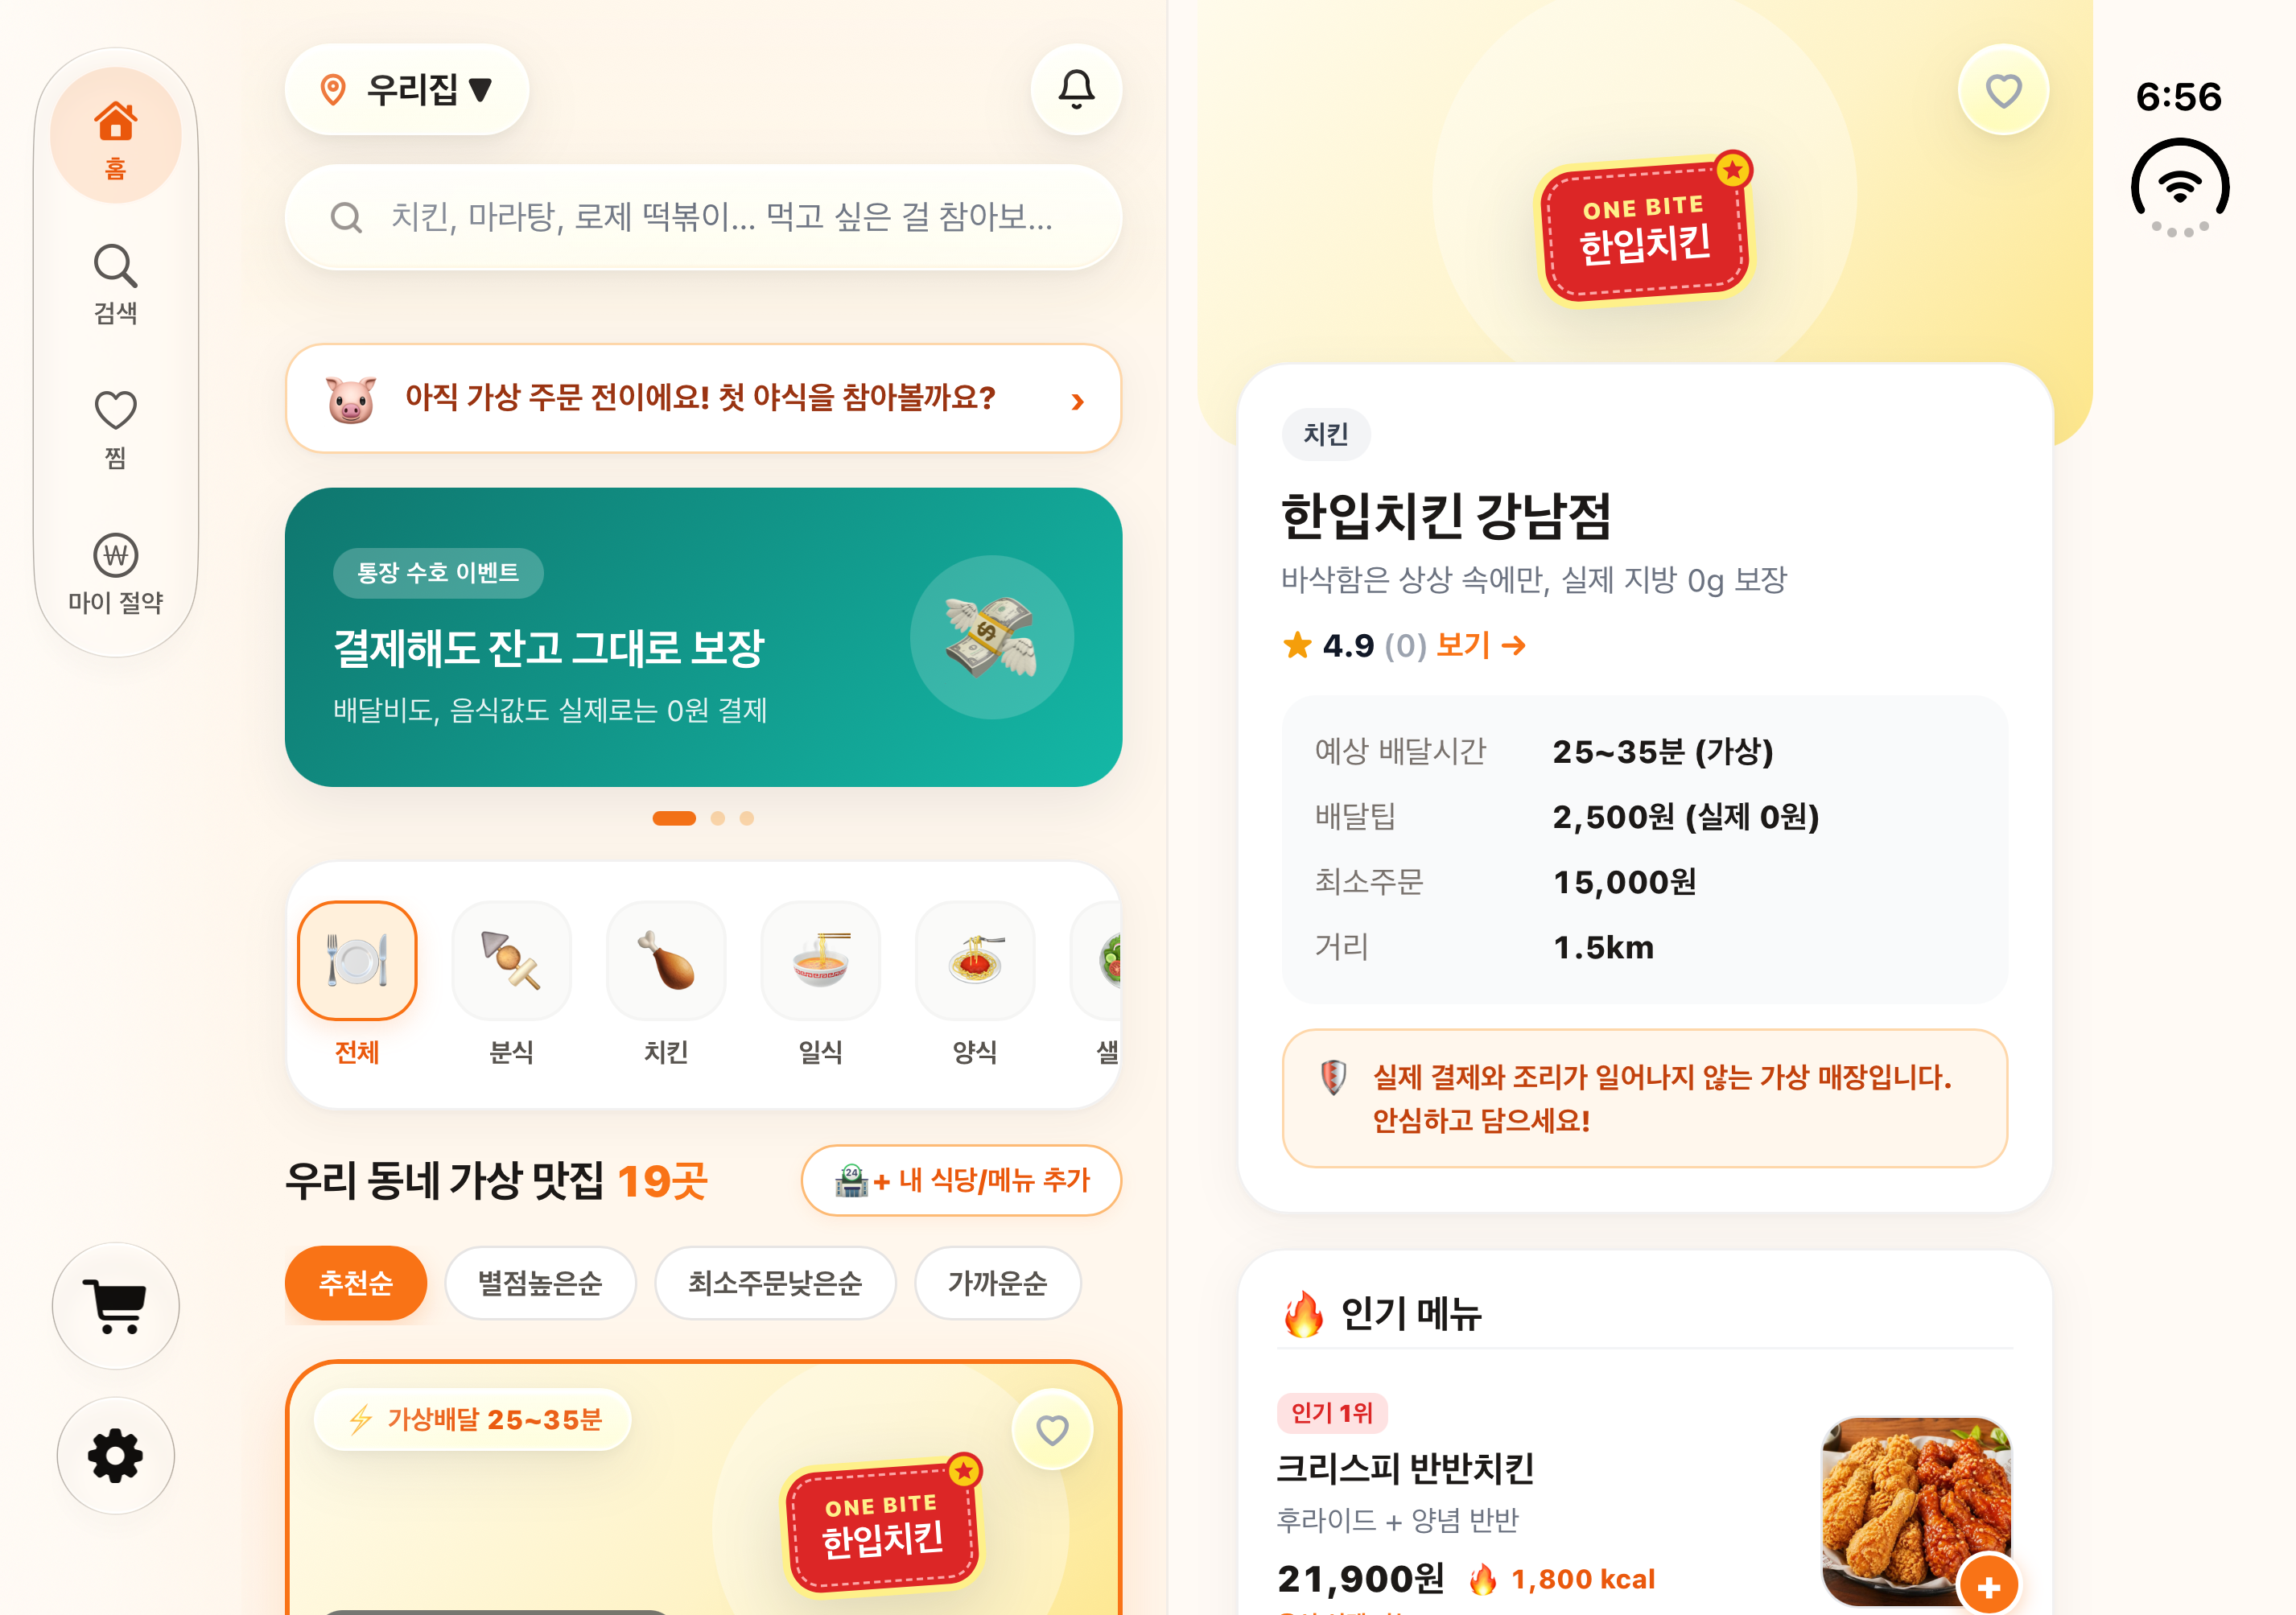 홈
검색
찜
마이 절약
우리집 ▼
치킨, 마라탕, 로제 떡볶이... 먹고 싶은 걸 참아보...
아직 가상 주문 전이에요! 첫 야식을 참아볼까요? ›
통장 수호 이벤트
결제해도 잔고 그대로 보장
배달비도, 음식값도 실제로는 0원 결제
전체
분식
치킨
일식
양식
샐
우리 동네 가상 맛집 19곳
+ 내 식당/메뉴 추가
추천순
별점높은순
최소주문낮은순
가까운순
가상배달 25~35분
ONE BITE
한입치킨
ONE BITE
한입치킨
치킨
한입치킨 강남점
바삭함은 상상 속에만, 실제 지방 0g 보장
4.9 (0) 보기 →
예상 배달시간 25~35분 (가상)
배달팁 2,500원 (실제 0원)
최소주문 15,000원
거리 1.5km
실제 결제와 조리가 일어나지 않는 가상 매장입니다.
안심하고 담으세요!
인기 메뉴
인기 1위
크리스피 반반치킨
후라이드 + 양념 반반
21,900원 1,800 kcal
6:56